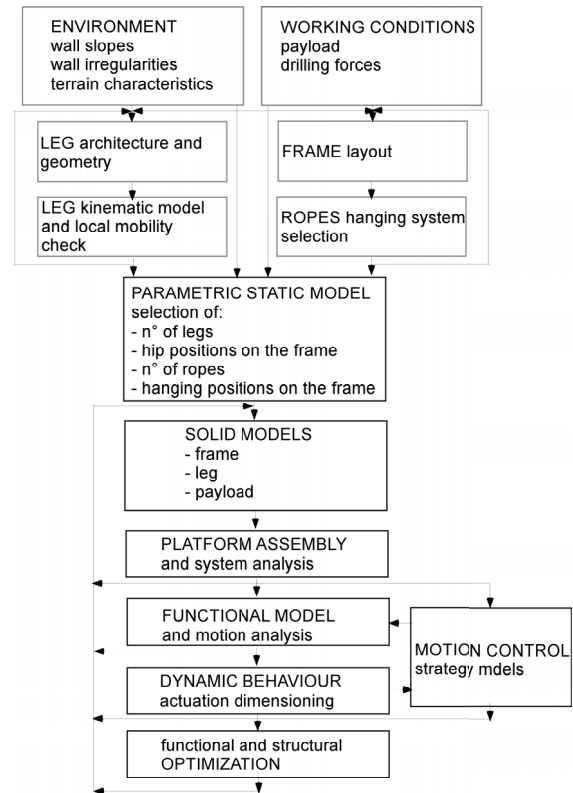 ENVIRONMENT
wall slopes
wall irregularities
terrain characteristics
WORKING CONDITIONS
payload
drilling forces
LEG architecture and
geometry
FRAME layout
LEG kinematic model
and local mobility
check
ROPES hanging system
selection
PARAMETRIC STATIC MODEL
selection of:
- n° of legs
- hip positions on the frame
- n° of ropes
- hanging positions on the frame
SOLID MODELS
- frame
- leg
- payload
PLATFORM ASSEMBLY
and system analysis
FUNCTIONAL MODEL
and motion analysis
MOTION CONTROL
strategy mdels
DYNAMIC BEHAVIOUR
actuation dimensioning
functional and structural
OPTIMIZATION